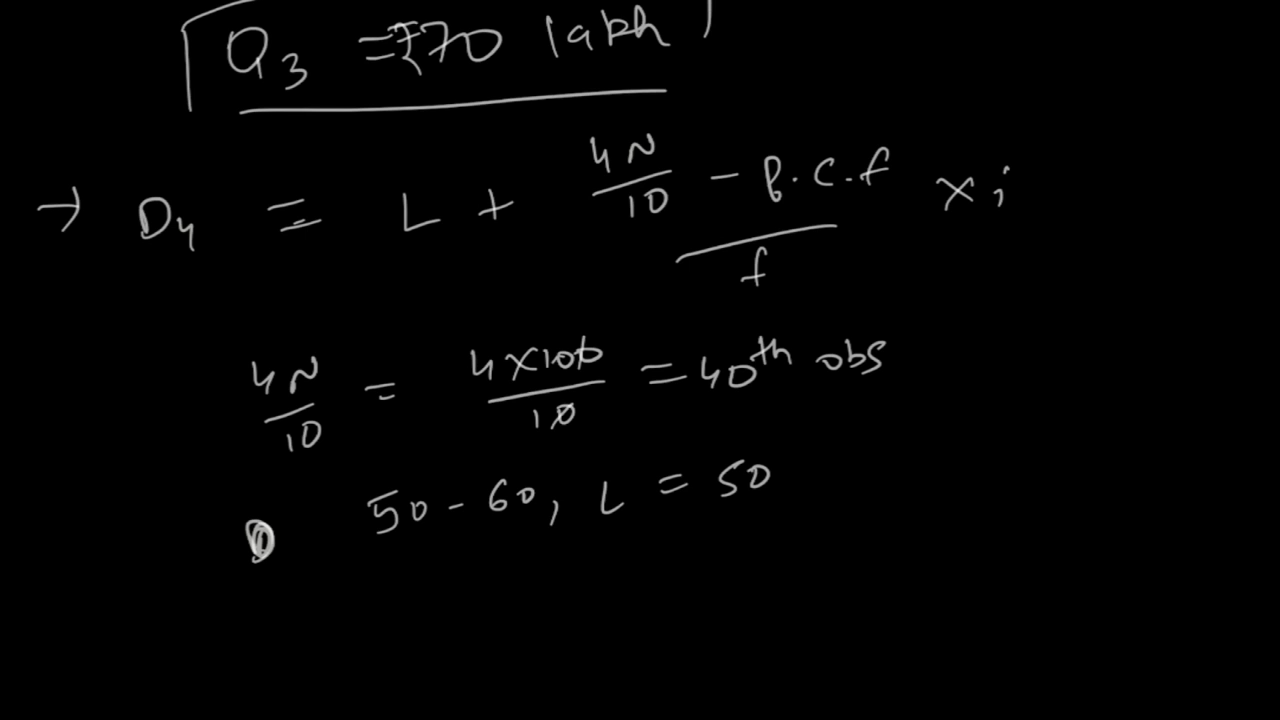 Q3 =₹70 lakh
→ D4 = L + 4N/10 - p.c.f / f × i
4N/10 = 4×100/10 = 40th obs
50-60, L = 50